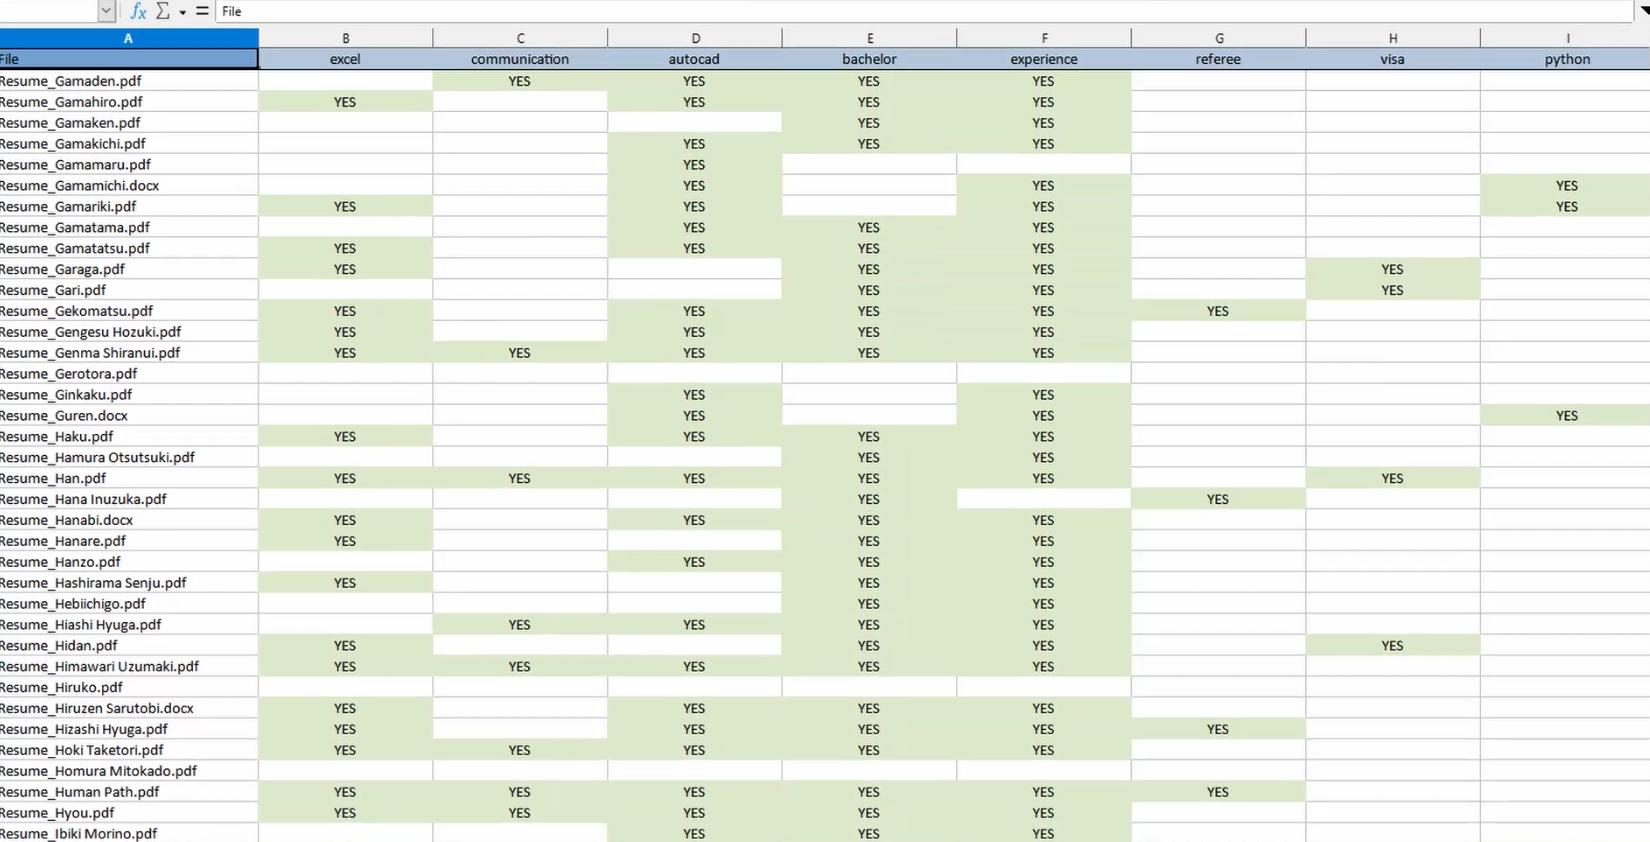 fx Σ = File
A B C D E F G H I
File excel communication autocad bachelor experience referee visa python
Resume_Gamaden.pdf YES YES YES YES
Resume_Gamahiro.pdf YES YES YES YES
Resume_Gamaken.pdf YES YES
Resume_Gamakichi.pdf YES YES YES
Resume_Gamamaru.pdf YES
Resume_Gamamichi.docx YES YES YES
Resume_Gamariki.pdf YES YES YES YES
Resume_Gamatama.pdf YES YES YES
Resume_Gamatatsu.pdf YES YES YES YES
Resume_Garaga.pdf YES YES YES YES
Resume_Gari.pdf YES YES YES
Resume_Gekomatsu.pdf YES YES YES YES YES
Resume_Gengesu Hozuki.pdf YES YES YES YES
Resume_Genma Shiranui.pdf YES YES YES YES YES
Resume_Gerotora.pdf
Resume_Ginkaku.pdf YES YES
Resume_Guren.docx YES YES YES
Resume_Haku.pdf YES YES YES YES
Resume_Hamura Otsutsuki.pdf YES YES
Resume_Han.pdf YES YES YES YES YES YES
Resume_Hana Inuzuka.pdf YES YES
Resume_Hanabi.docx YES YES YES YES
Resume_Hanare.pdf YES YES YES
Resume_Hanzo.pdf YES YES YES
Resume_Hashirama Senju.pdf YES YES YES
Resume_Hebiichigo.pdf YES YES
Resume_Hiashi Hyuga.pdf YES YES YES YES
Resume_Hidan.pdf YES YES YES YES
Resume_Himawari Uzumaki.pdf YES YES YES YES YES
Resume_Hiruko.pdf
Resume_Hiruzen Sarutobi.docx YES YES YES YES
Resume_Hizashi Hyuga.pdf YES YES YES YES YES
Resume_Hoki Taketori.pdf YES YES YES YES YES
Resume_Homura Mitokado.pdf
Resume_Human Path.pdf YES YES YES YES YES YES
Resume_Hyou.pdf YES YES YES YES YES
Resume_Ibiki Morino.pdf YES YES YES